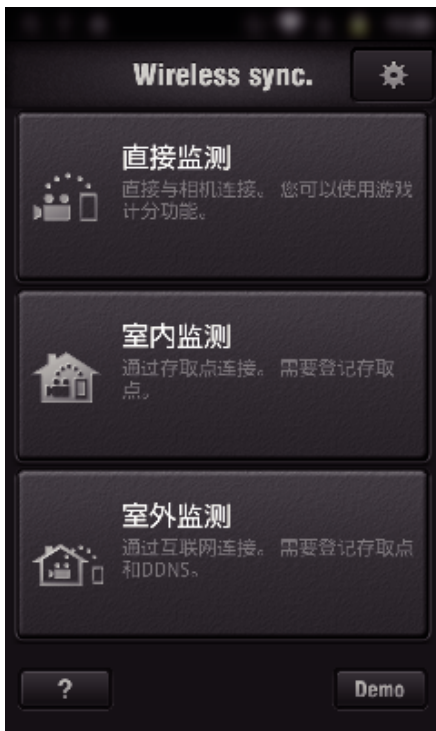 Wireless sync.
直接监测
直接与相机连接。 您可以使用游戏
计分功能。
室内监测
通过存取点连接。 需要登记存取
点。
室外监测
通过互联网连接。 需要登记存取点
和DDNS。
?
Demo